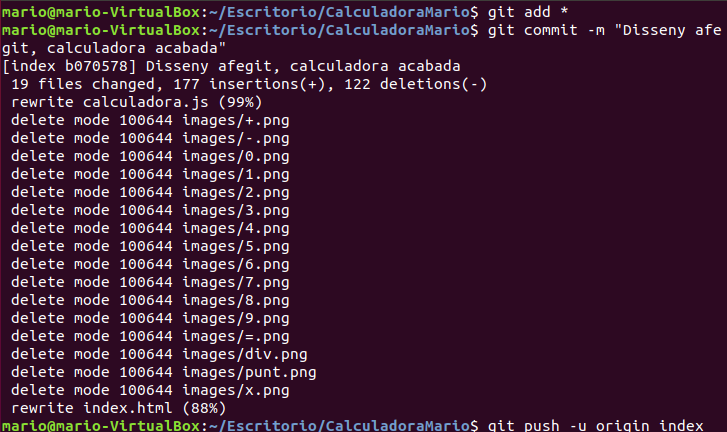 mario@mario-VirtualBox:~/Escritorio/CalculadoraMario$ git add *
mario@mario-VirtualBox:~/Escritorio/CalculadoraMario$ git commit -m "Disseny afe
git, calculadora acabada"
[index b070578] Disseny afegit, calculadora acabada
 19 files changed, 177 insertions(+), 122 deletions(-)
 rewrite calculadora.js (99%)
 delete mode 100644 images/+.png
 delete mode 100644 images/-.png
 delete mode 100644 images/0.png
 delete mode 100644 images/1.png
 delete mode 100644 images/2.png
 delete mode 100644 images/3.png
 delete mode 100644 images/4.png
 delete mode 100644 images/5.png
 delete mode 100644 images/6.png
 delete mode 100644 images/7.png
 delete mode 100644 images/8.png
 delete mode 100644 images/9.png
 delete mode 100644 images/=.png
 delete mode 100644 images/div.png
 delete mode 100644 images/punt.png
 delete mode 100644 images/x.png
 rewrite index.html (88%)
mario@mario-VirtualBox:~/Escritorio/CalculadoraMario$ git push -u origin index